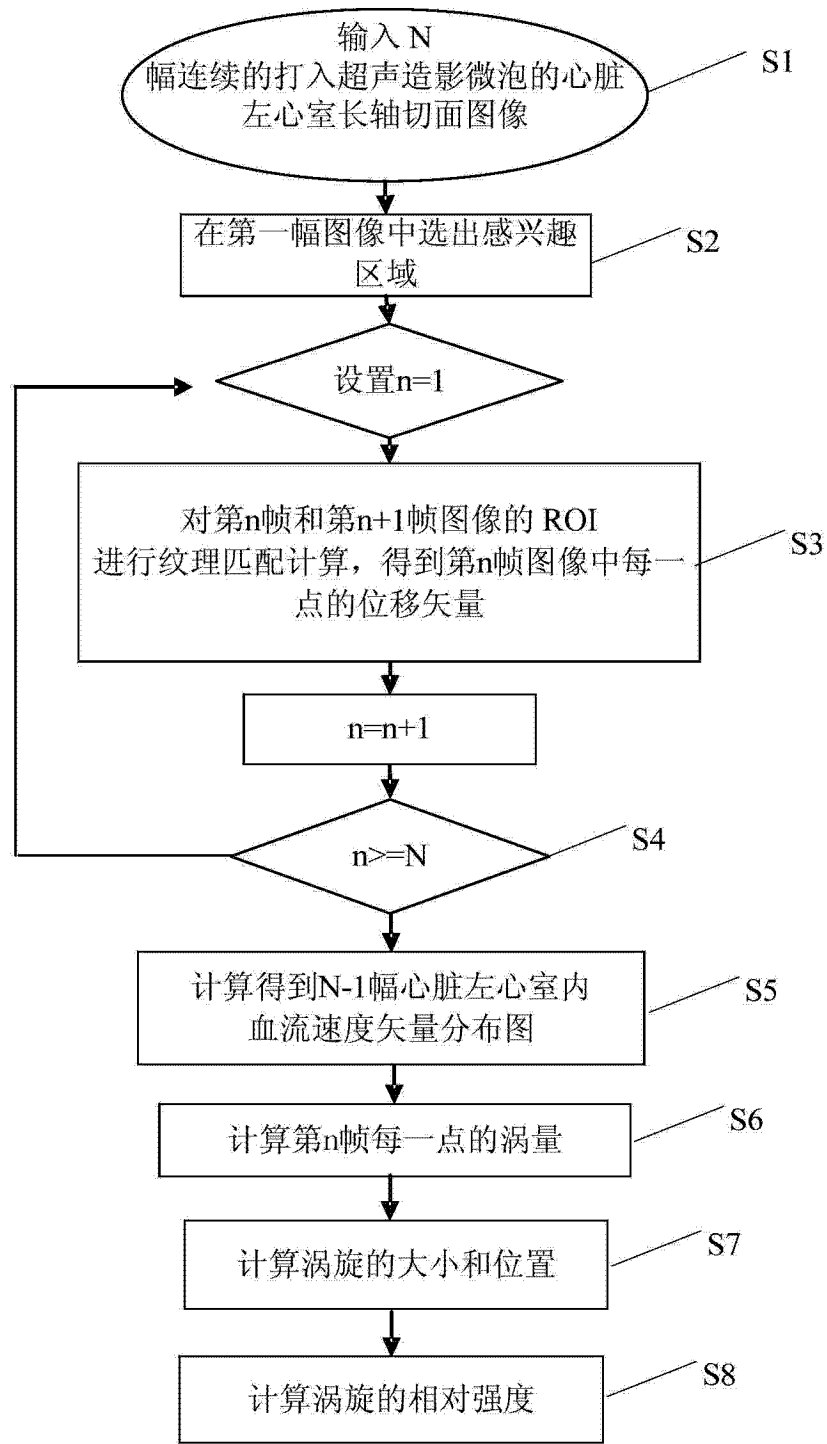 输入 N
幅连续的打入超声造影微泡的心脏
左心室长轴切面图像
S1
在第一幅图像中选出感兴趣
区域
S2
设置n=1
对第n帧和第n+1帧图像的 ROI
进行纹理匹配计算，得到第n帧图像中每一
点的位移矢量
S3
n=n+1
n>=N
S4
计算得到N-1幅心脏左心室内
血流速度矢量分布图
S5
计算第n帧每一点的涡量
S6
计算涡旋的大小和位置
S7
计算涡旋的相对强度
S8